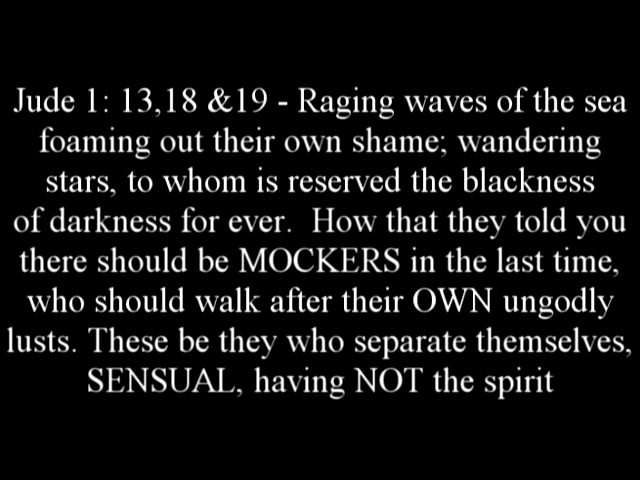 Jude 1: 13,18 &19 - Raging waves of the sea
foaming out their own shame; wandering
stars, to whom is reserved the blackness
of darkness for ever.  How that they told you
there should be MOCKERS in the last time,
who should walk after their OWN ungodly
lusts. These be they who separate themselves,
SENSUAL, having NOT the spirit